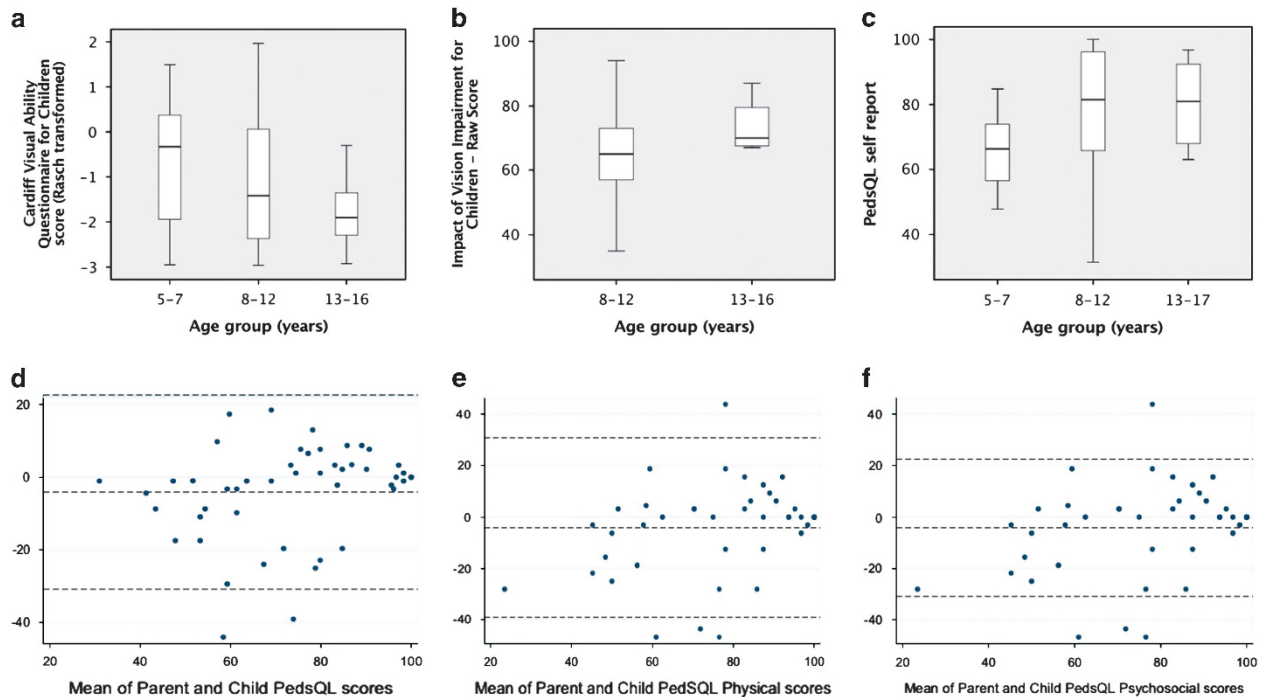 a
Cardiff Visual Ability
Questionnaire for Children
score (Rasch transformed)
2
1
0
-1
-2
-3
5-7
8-12
13-16
Age group (years)
b
Impact of Vision Impairment for
Children - Raw Score
100
80
60
40
8-12
13-16
Age group (years)
c
PedsQL self report
100
80
60
40
5-7
8-12
13-17
Age group (years)
d
20
0
-20
-40
20
40
60
80
100
Mean of Parent and Child PedsQL scores
e
40
20
0
-20
-40
20
40
60
80
100
Mean of Parent and Child PedSQL Physical scores
f
40
20
0
-20
-40
20
40
60
80
100
Mean of Parent and Child PedsQL Psychosocial scores